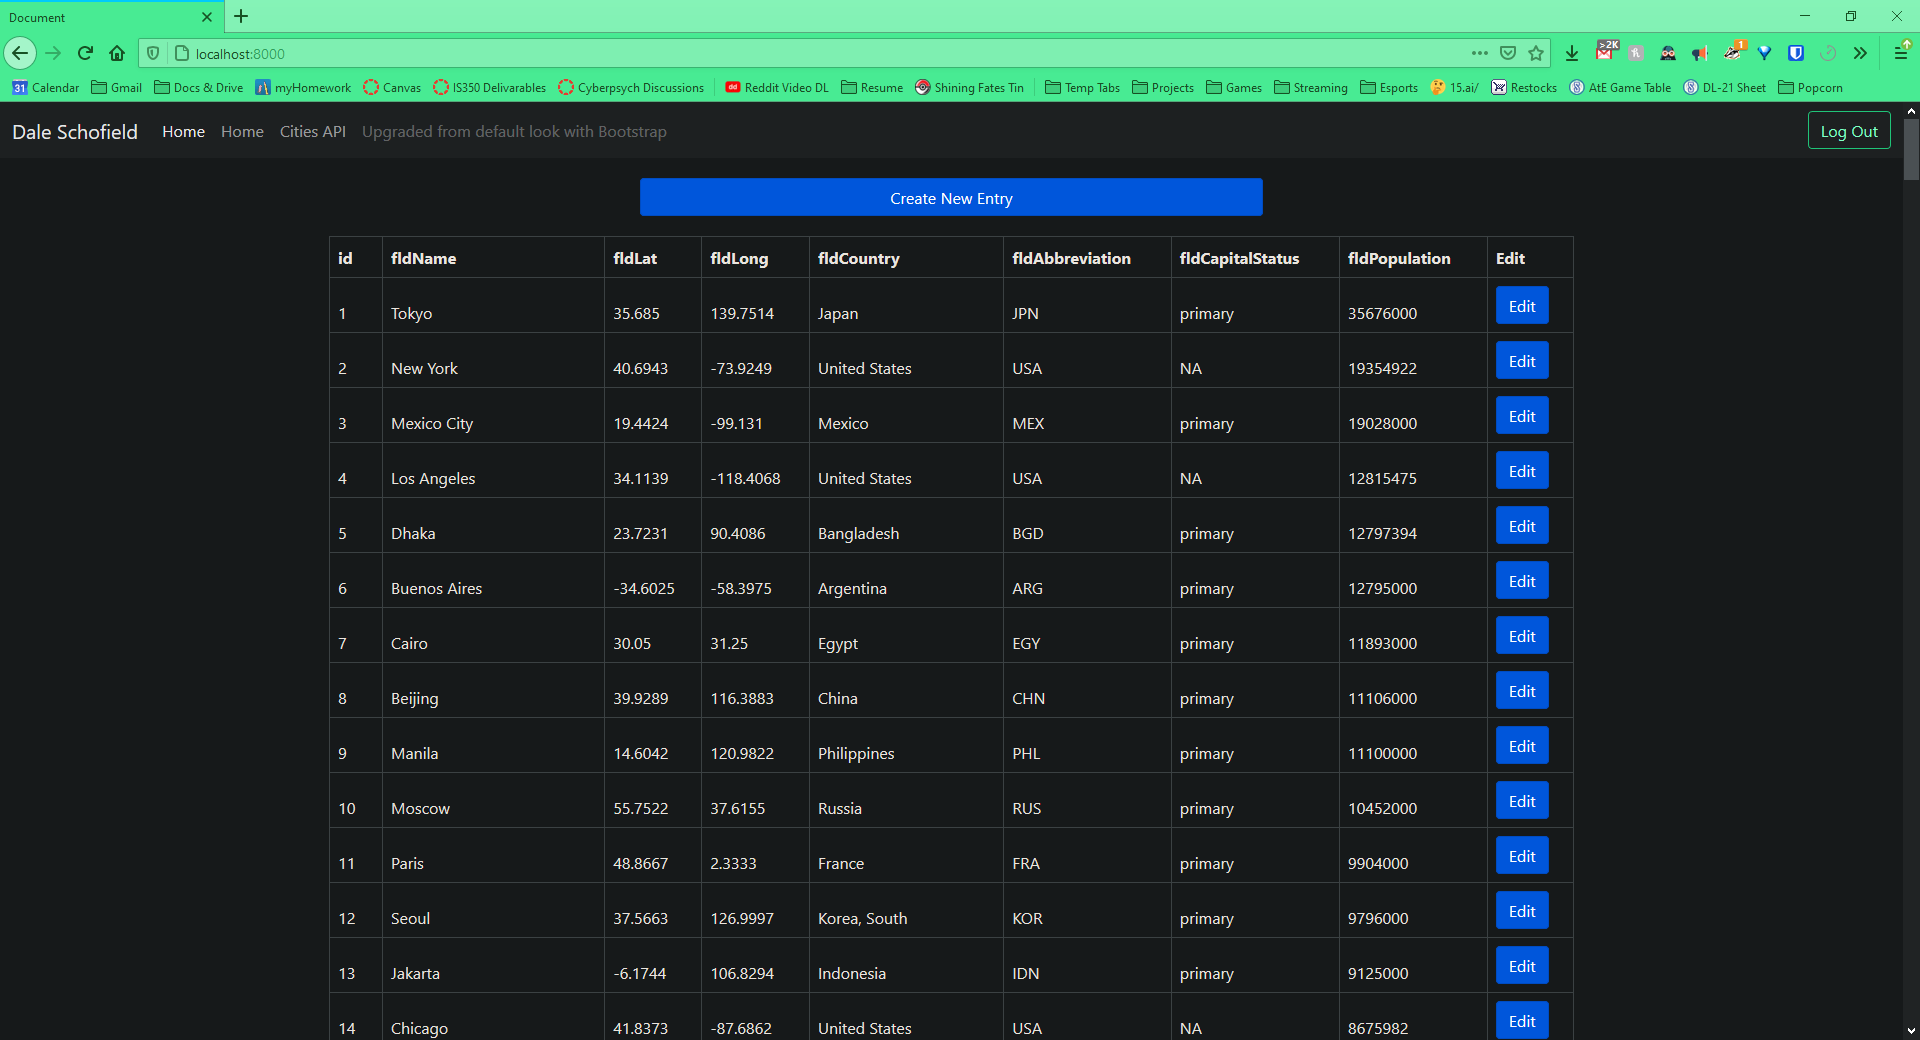 Document
localhost:8000
>2K
1
31 Calendar Gmail Docs & Drive myHomework Canvas IS350 Delivarables Cyberpsych Discussions Reddit Video DL Resume Shining Fates Tin Temp Tabs Projects Games Streaming Esports 15.ai/ Restocks AtE Game Table DL-21 Sheet Popcorn
Dale Schofield Home Home Cities API Upgraded from default look with Bootstrap Log Out
Create New Entry
id fldName fldLat fldLong fldCountry fldAbbreviation fldCapitalStatus fldPopulation Edit
1 Tokyo 35.685 139.7514 Japan JPN primary 35676000 Edit
2 New York 40.6943 -73.9249 United States USA NA 19354922 Edit
3 Mexico City 19.4424 -99.131 Mexico MEX primary 19028000 Edit
4 Los Angeles 34.1139 -118.4068 United States USA NA 12815475 Edit
5 Dhaka 23.7231 90.4086 Bangladesh BGD primary 12797394 Edit
6 Buenos Aires -34.6025 -58.3975 Argentina ARG primary 12795000 Edit
7 Cairo 30.05 31.25 Egypt EGY primary 11893000 Edit
8 Beijing 39.9289 116.3883 China CHN primary 11106000 Edit
9 Manila 14.6042 120.9822 Philippines PHL primary 11100000 Edit
10 Moscow 55.7522 37.6155 Russia RUS primary 10452000 Edit
11 Paris 48.8667 2.3333 France FRA primary 9904000 Edit
12 Seoul 37.5663 126.9997 Korea, South KOR primary 9796000 Edit
13 Jakarta -6.1744 106.8294 Indonesia IDN primary 9125000 Edit
14 Chicago 41.8373 -87.6862 United States USA NA 8675982 Edit